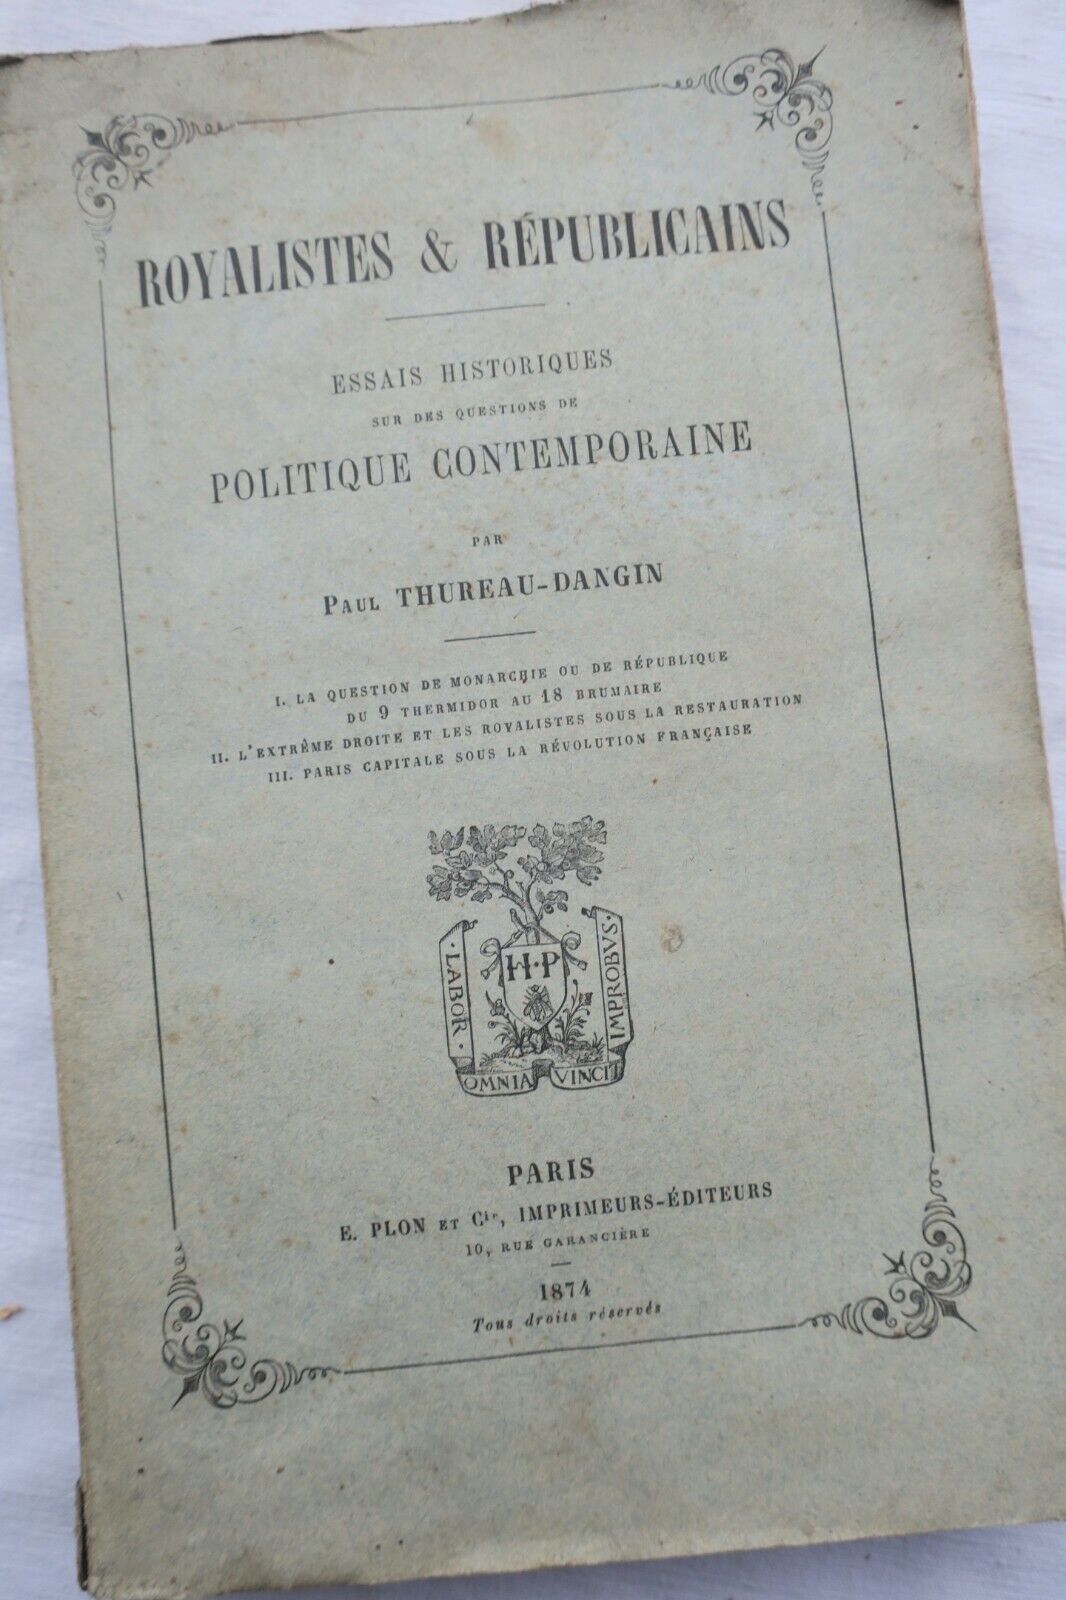 ROYALISTES & RÉPUBLICAINS
ESSAIS HISTORIQUES
SUR DES QUESTIONS DE
POLITIQUE CONTEMPORAINE
PAR
PAUL THUREAU-DANGIN
I. LA QUESTION DE MONARCHIE OU DE RÉPUBLIQUE
DU 9 THERMIDOR AU 18 BRUMAIRE
II. L'EXTRÊME DROITE ET LES ROYALISTES SOUS LA RESTAURATION
III. PARIS CAPITALE SOUS LA RÉVOLUTION FRANÇAISE
H·P
·LABOR·
IMPROBVS·
OMNIA VINCIT
PARIS
E. PLON ET Cie, IMPRIMEURS-ÉDITEURS
10, RUE GARANCIÈRE
1874
Tous droits réservés